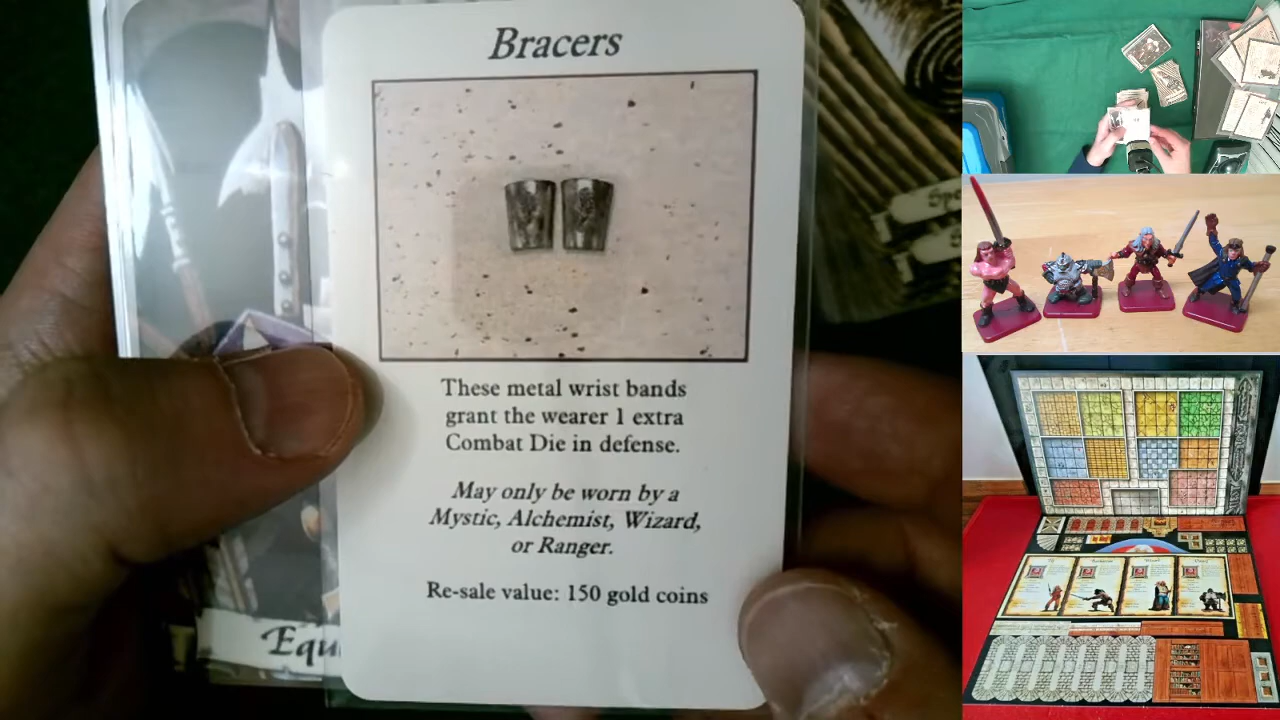 Bracers
These metal wrist bands
grant the wearer 1 extra
Combat Die in defense.
May only be worn by a
Mystic, Alchemist, Wizard,
or Ranger.
Re-sale value: 150 gold coins
Equ